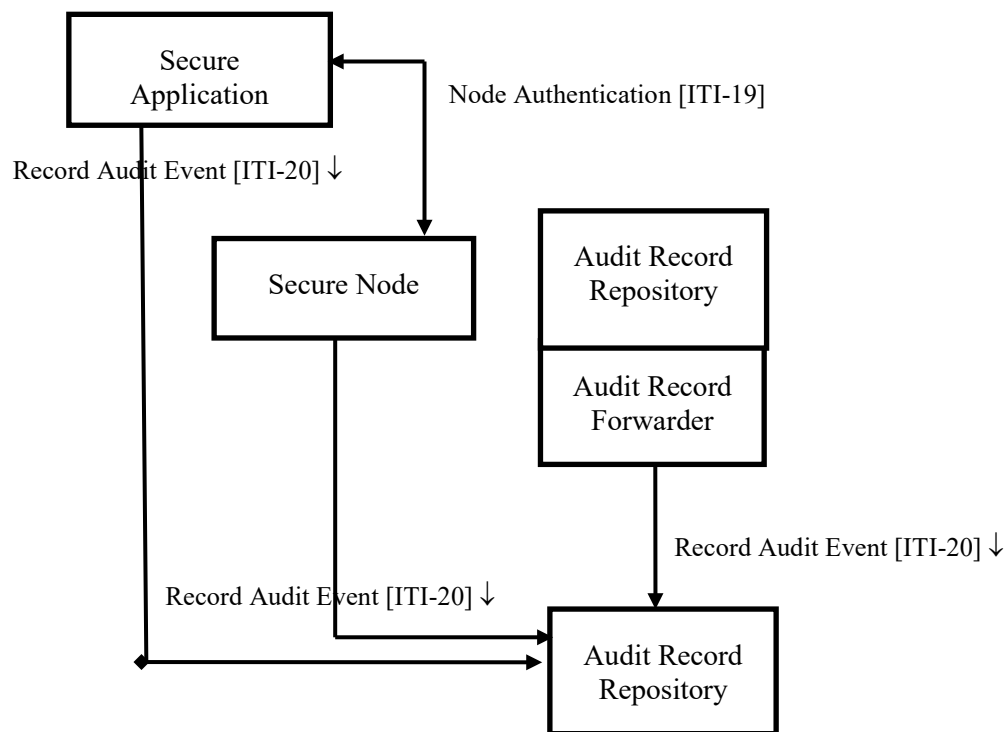 Secure
Application
Node Authentication [ITI-19]
Record Audit Event [ITI-20] ↓
Secure Node
Audit Record
Repository
Audit Record
Forwarder
Record Audit Event [ITI-20] ↓
Record Audit Event [ITI-20] ↓
Audit Record
Repository